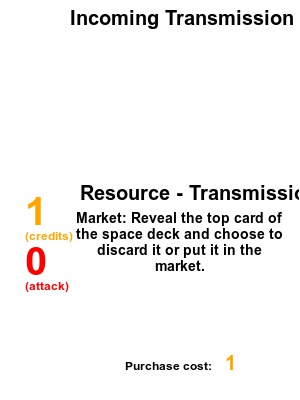 Incoming Transmission
Resource - Transmissio
1
(credits)
0
(attack)
Market: Reveal the top card of
the space deck and choose to
discard it or put it in the
market.
Purchase cost: 1